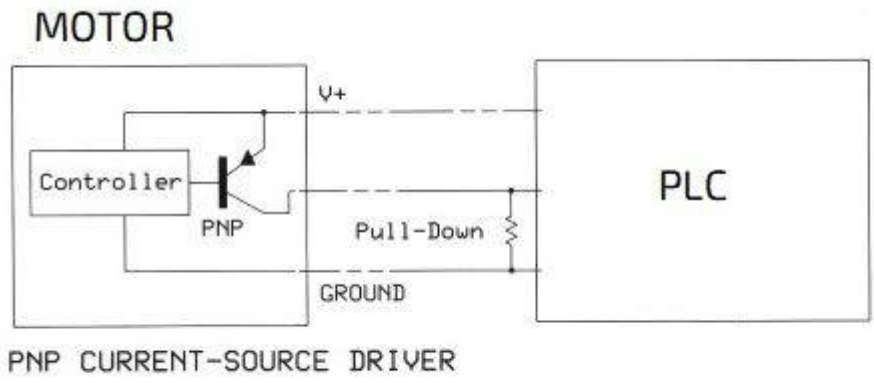 MOTOR
V+
Controller
PLC
PNP
Pull-Down
GROUND
PNP CURRENT-SOURCE DRIVER